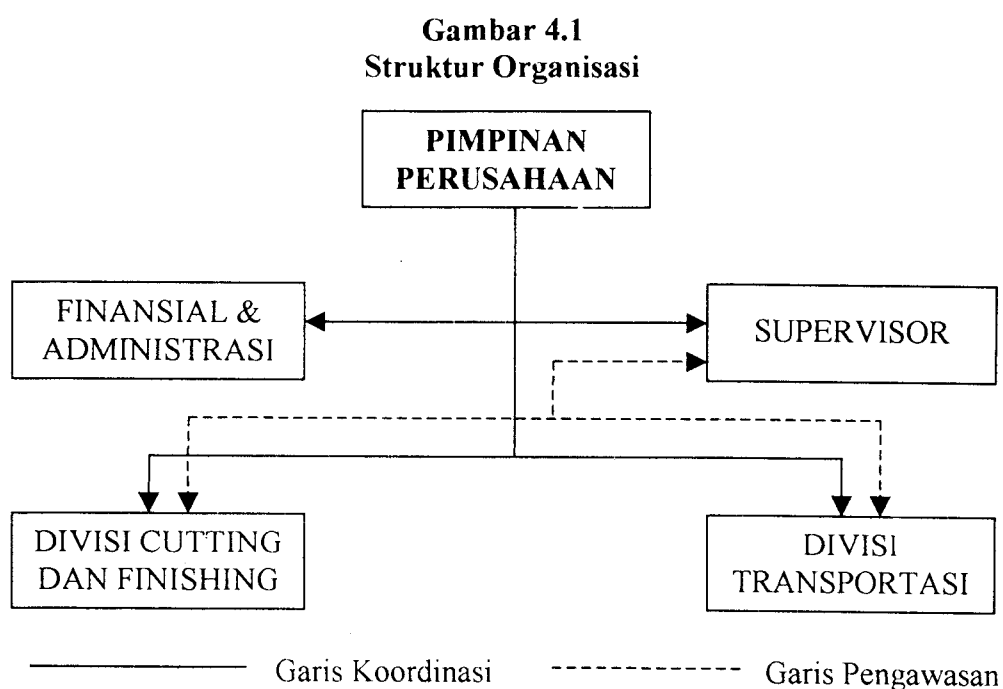 Gambar 4.1
Struktur Organisasi
PIMPINAN
PERUSAHAAN
FINANSIAL &
ADMINISTRASI
SUPERVISOR
DIVISI CUTTING
DAN FINISHING
DIVISI
TRANSPORTASI
Garis Koordinasi
Garis Pengawasan